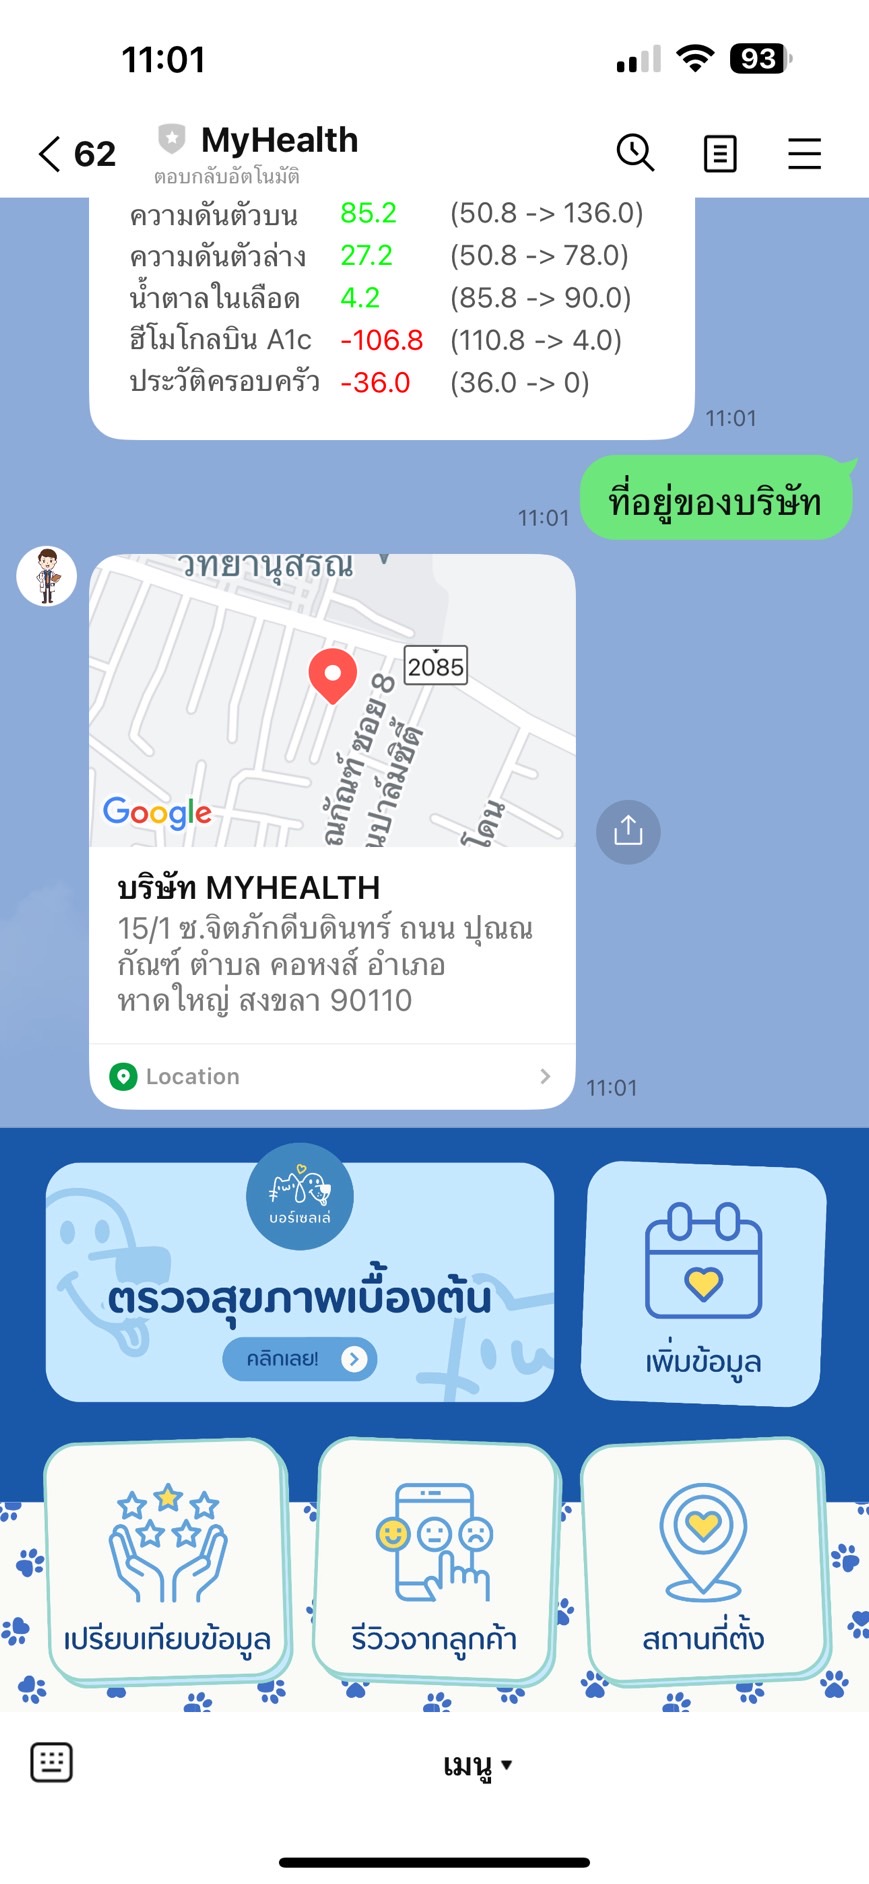 11:01
93
62
MyHealth
ตอบกลับอัตโนมัติ
ความดันตัวบน 85.2 (50.8 -> 136.0)
ความดันตัวล่าง 27.2 (50.8 -> 78.0)
น้ำตาลในเลือด 4.2 (85.8 -> 90.0)
ฮีโมโกลบิน A1c -106.8 (110.8 -> 4.0)
ประวัติครอบครัว -36.0 (36.0 -> 0)
11:01
ที่อยู่ของบริษัท
11:01
วิทยานุสรณ์
2085
ณกัณฑ์ ซอย 8
นปาล์มซิตี้
โดน
Google
บริษัท MYHEALTH
15/1 ซ.จิตภักดีบดินทร์ ถนน ปุณณ
กัณฑ์ ตำบล คอหงส์ อำเภอ
หาดใหญ่ สงขลา 90110
Location
11:01
บอร์เซลเล่
ตรวจสุขภาพเบื้องต้น
คลิกเลย!
เพิ่มข้อมูล
เปรียบเทียบข้อมูล
รีวิวจากลูกค้า
สถานที่ตั้ง
เมนู